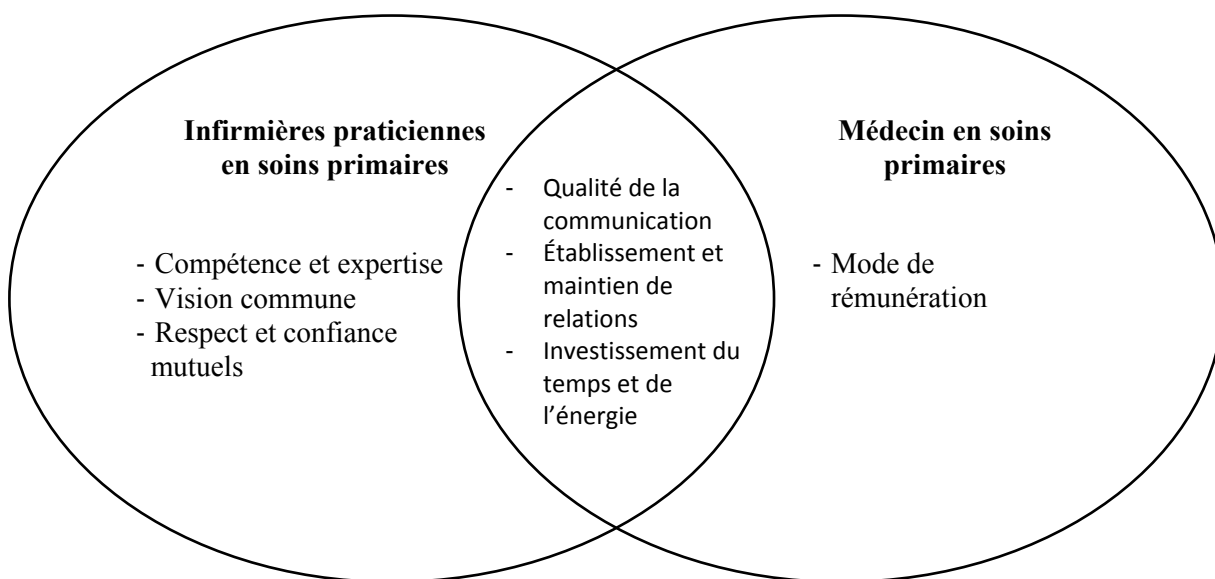 Infirmières praticiennes
en soins primaires
- Compétence et expertise
- Vision commune
- Respect et confiance
mutuels
- Qualité de la
communication
- Établissement et
maintien de
relations
- Investissement du
temps et de
l’énergie
Médecin en soins
primaires
- Mode de
rémunération